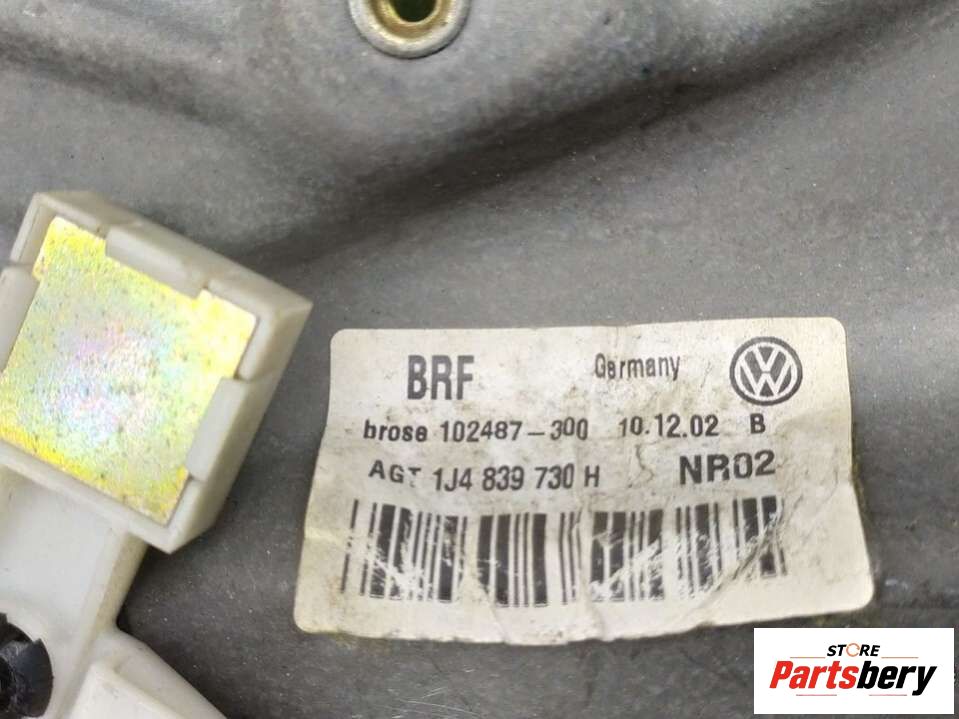 BRF Germany
brose 102487-300 10.12.02 B
AGT 1J4 839 730 H NR02
STORE
Partsbery